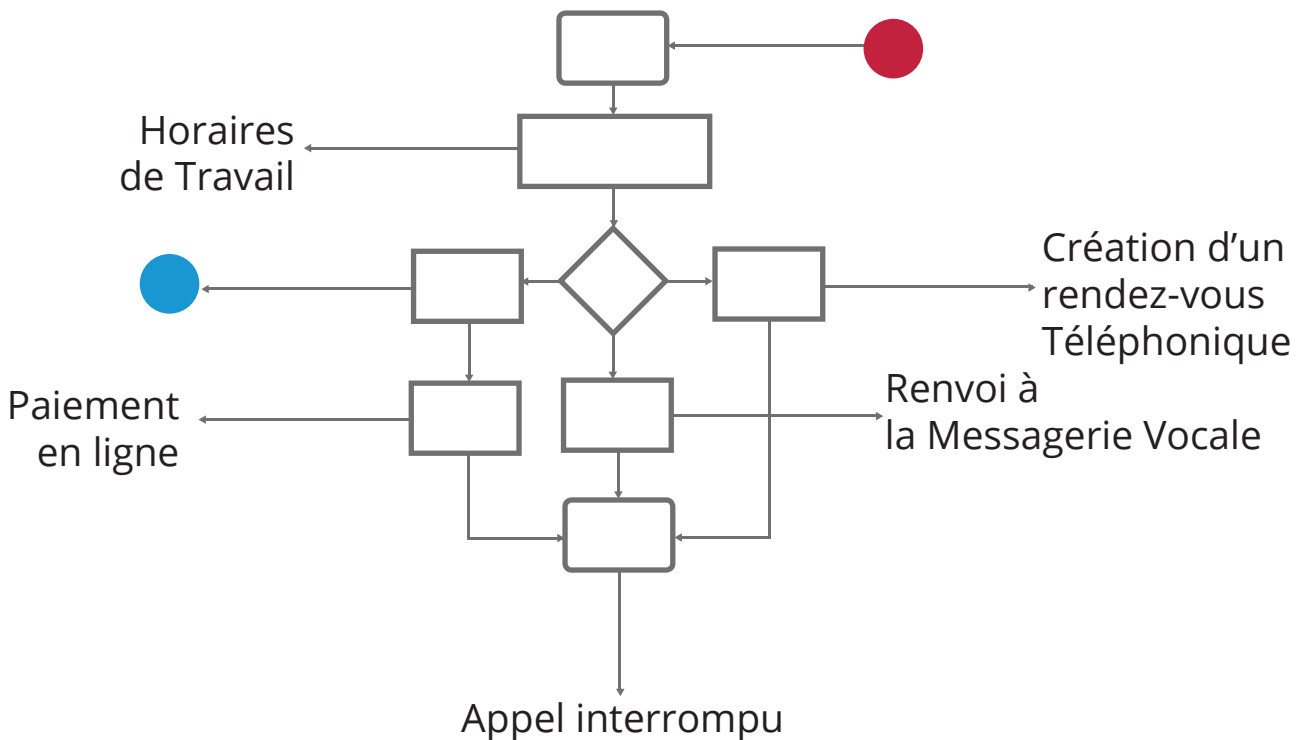 Horaires
de Travail
Création d’un
rendez-vous
Téléphonique
Paiement
en ligne
Renvoi à
la Messagerie Vocale
Appel interrompu